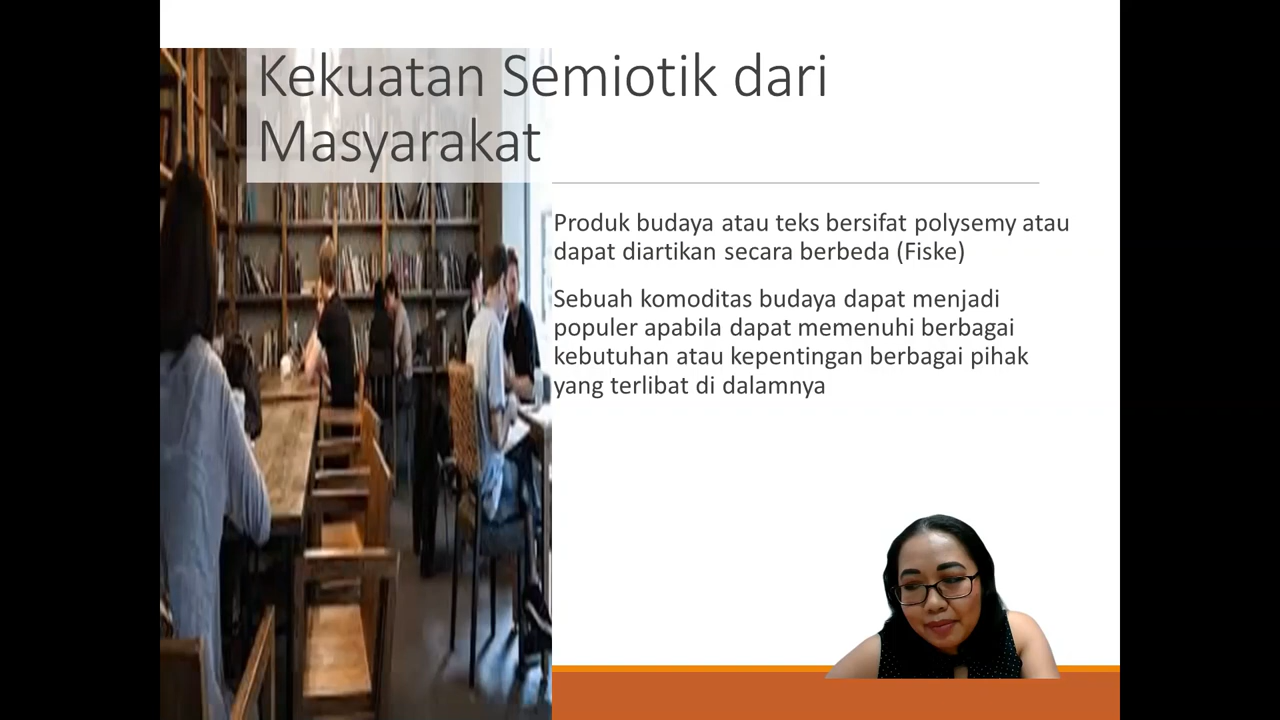 Kekuatan Semiotik dari
Masyarakat
Produk budaya atau teks bersifat polysemy atau
dapat diartikan secara berbeda (Fiske)
Sebuah komoditas budaya dapat menjadi
populer apabila dapat memenuhi berbagai
kebutuhan atau kepentingan berbagai pihak
yang terlibat di dalamnya